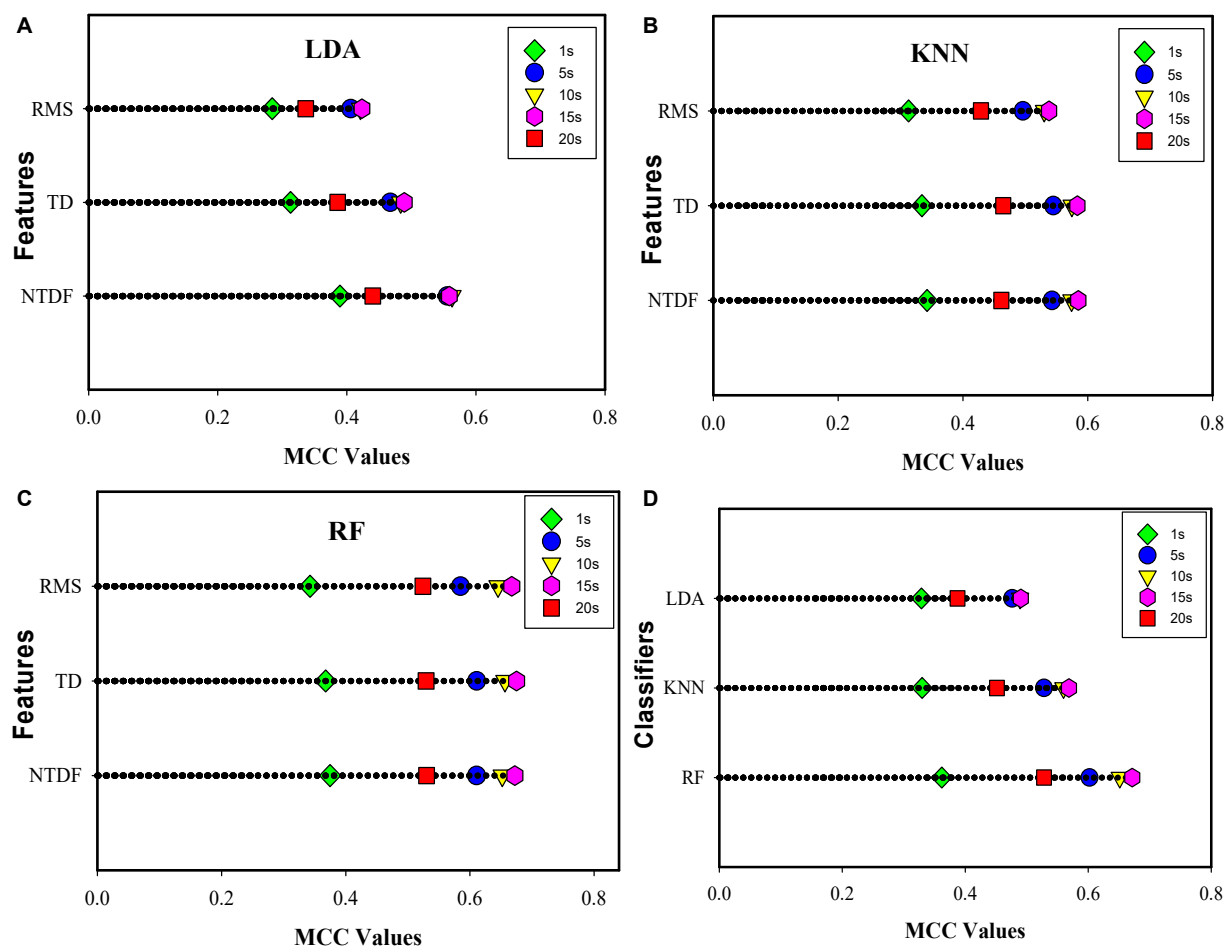 A
LDA
1s
5s
10s
15s
20s
RMS
TD
NTDF
Features
0.0 0.2 0.4 0.6 0.8
MCC Values
B
KNN
1s
5s
10s
15s
20s
RMS
TD
NTDF
Features
0.0 0.2 0.4 0.6 0.8
MCC Values
C
RF
1s
5s
10s
15s
20s
RMS
TD
NTDF
Features
0.0 0.2 0.4 0.6 0.8
MCC Values
D
1s
5s
10s
15s
20s
LDA
KNN
RF
Classifiers
0.0 0.2 0.4 0.6 0.8
MCC Values